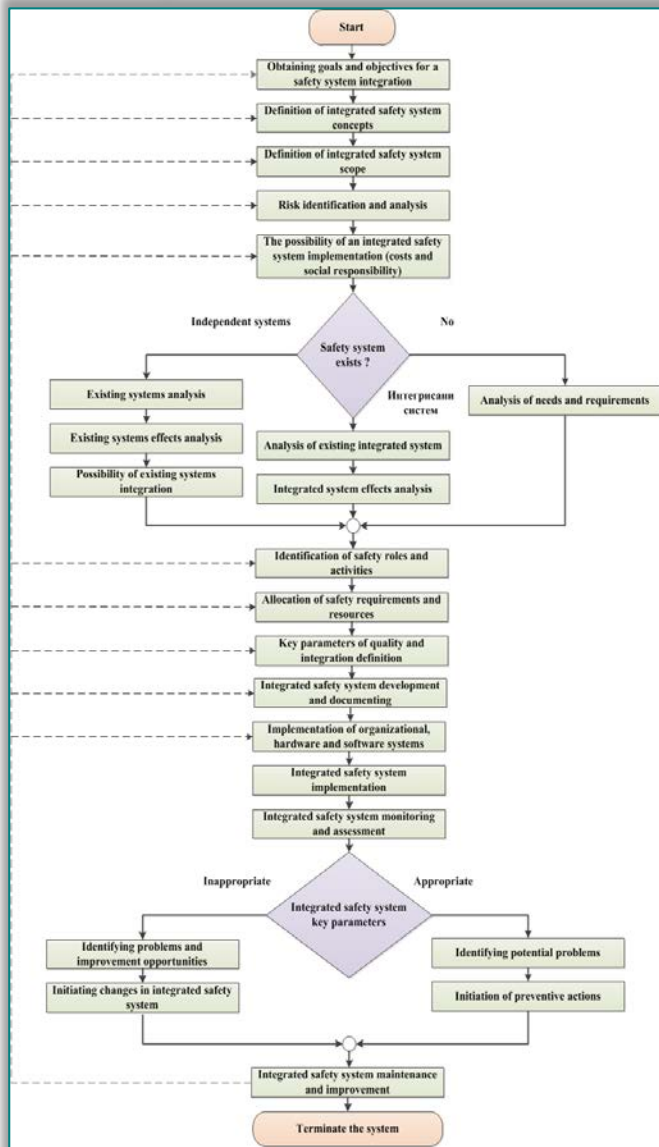 Start
Obtaining goals and objectives for a
safety system integration
Definition of integrated safety system
concepts
Definition of integrated safety system
scope
Risk identification and analysis
The possibility of an integrated safety
system implementation (costs and
social responsibility)
Independent systems
No
Safety system
exists ?
Интегрисани
систем
Existing systems analysis
Existing systems effects analysis
Possibility of existing systems
integration
Analysis of existing integrated system
Integrated system effects analysis
Analysis of needs and requirements
Identification of safety roles and
activities
Allocation of safety requirements and
resources
Key parameters of quality and
integration definition
Integrated safety system development
and documenting
Implementation of organizational,
hardware and software systems
Integrated safety system
implementation
Integrated safety system monitoring
and assessment
Inappropriate
Appropriate
Integrated safety system
key parameters
Identifying problems and
improvement opportunities
Initiating changes in integrated safety
system
Identifying potential problems
Initiation of preventive actions
Integrated safety system maintenance
and improvement
Terminate the system